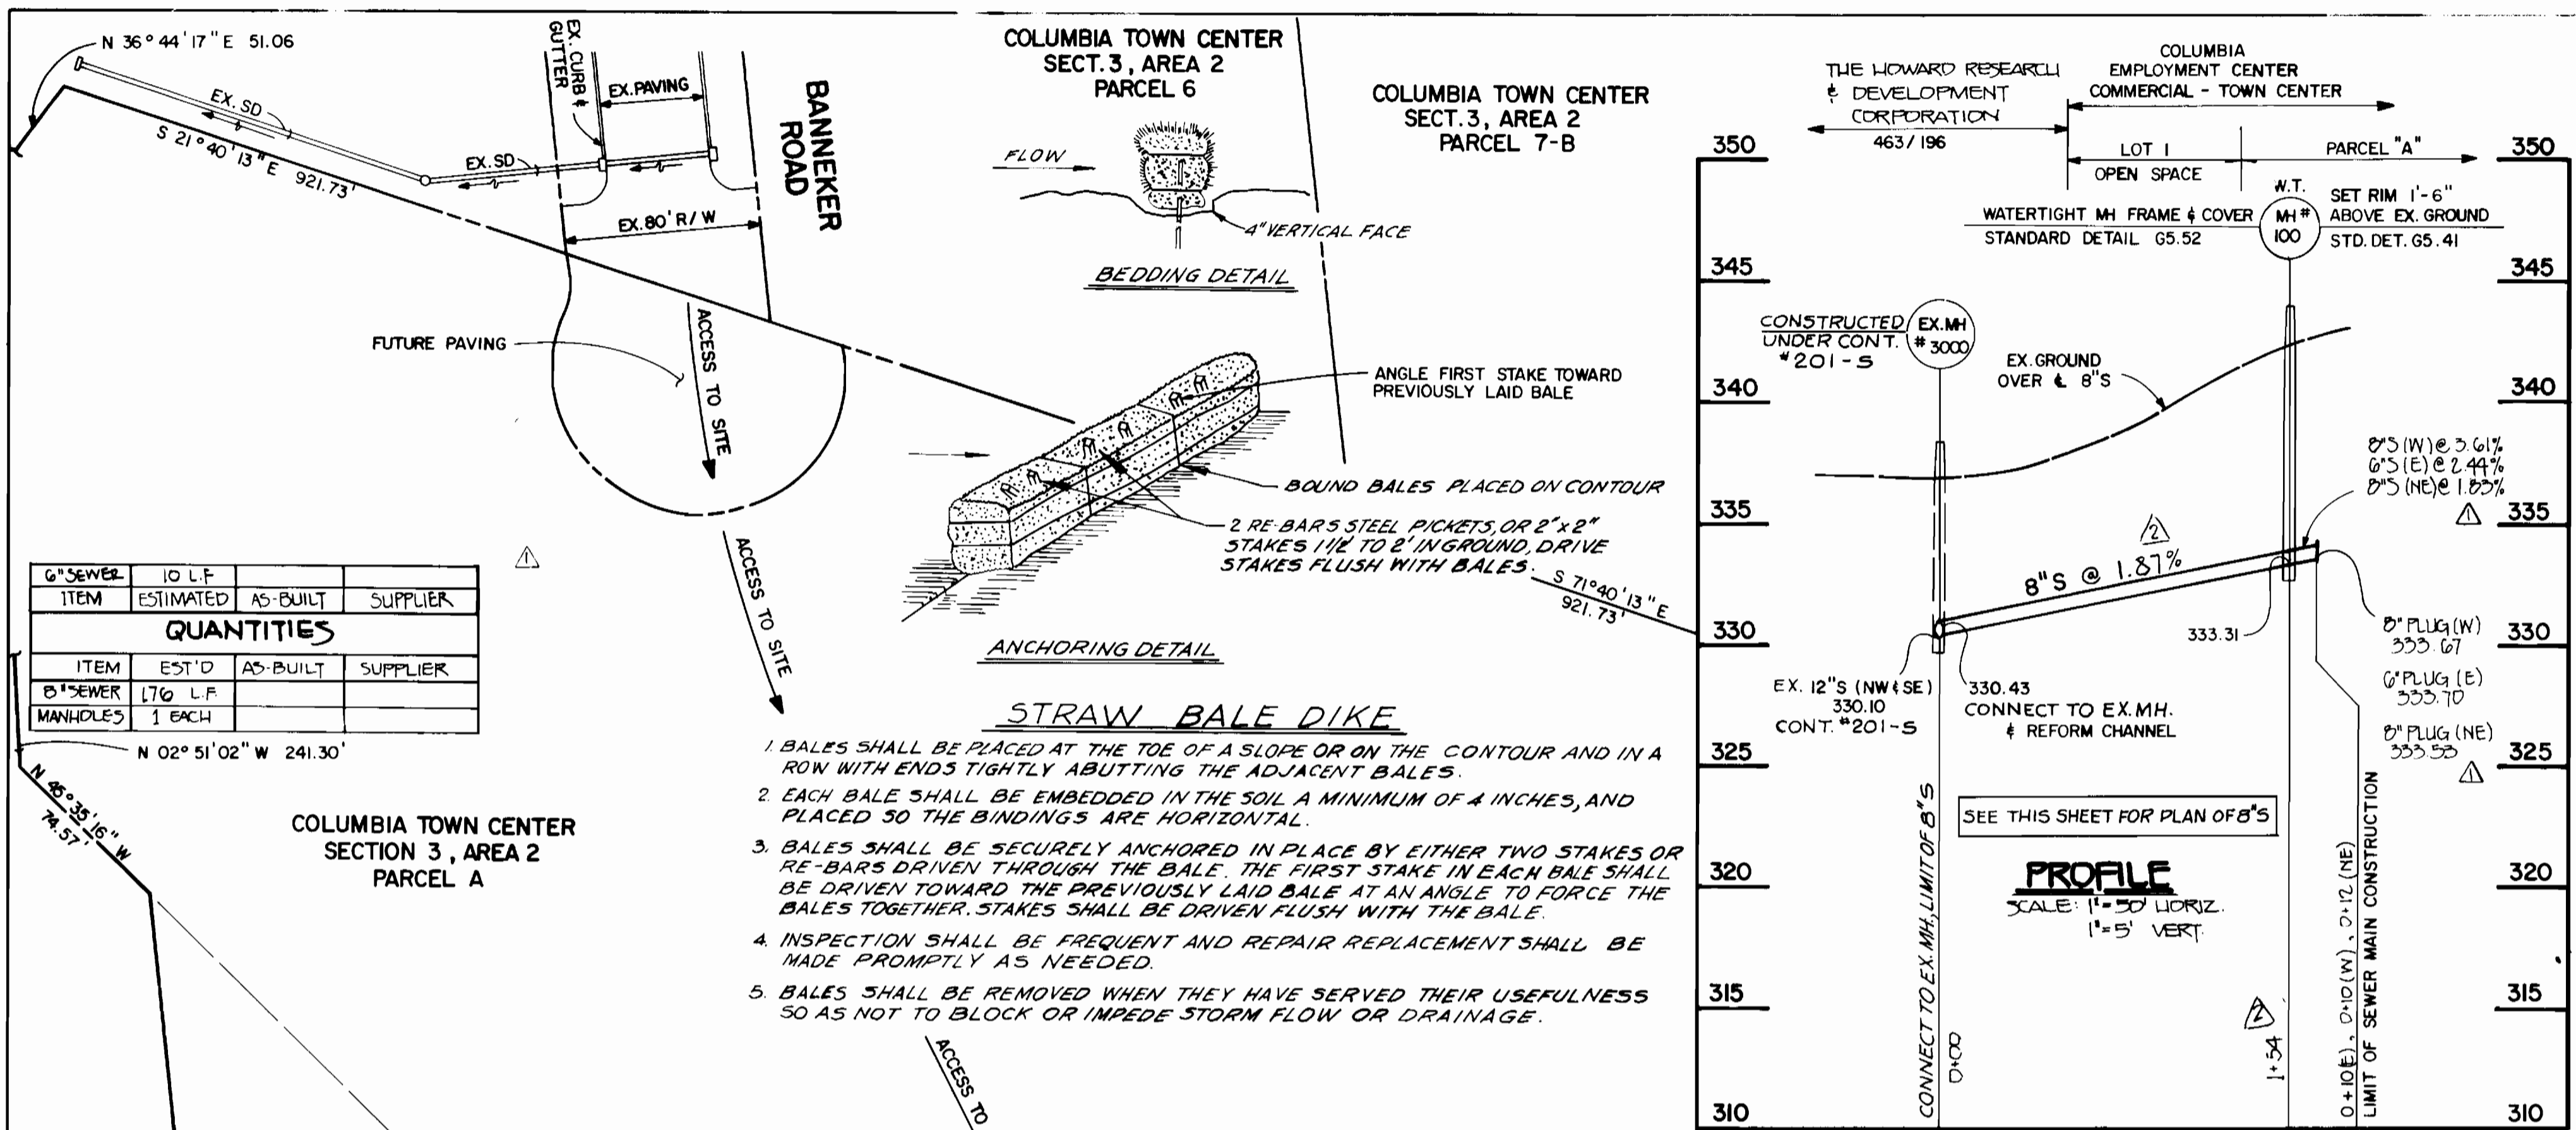 N 36° 44' 17" E 51.06
EX. SD
S 21° 40' 13" E 921.73'
EX. SD
EX. CURB &
GUTTER
EX. PAVING
BANNEKER
ROAD
EX. 80' R/W
FUTURE PAVING
ACCESS TO SITE
ACCESS TO SITE
ACCESS TO
COLUMBIA TOWN CENTER
SECT. 3, AREA 2
PARCEL 6
FLOW
4" VERTICAL FACE
BEDDING DETAIL
COLUMBIA TOWN CENTER
SECT. 3, AREA 2
PARCEL 7-B
ANGLE FIRST STAKE TOWARD
PREVIOUSLY LAID BALE
BOUND BALES PLACED ON CONTOUR
2 RE-BARS STEEL PICKETS, OR 2"x 2"
STAKES 1 1/2' TO 2' IN GROUND, DRIVE
STAKES FLUSH WITH BALES.
S 71° 40' 13" E
921.73'
ANCHORING DETAIL
1
6" SEWER 10 L.F
ITEM ESTIMATED AS-BUILT SUPPLIER
QUANTITIES
ITEM EST'D AS-BUILT SUPPLIER
8" SEWER 176 L.F.
MANHOLES 1 EACH
N 02° 51' 02" W 241.30'
N 45° 35' 16" W
74.57'
COLUMBIA TOWN CENTER
SECTION 3, AREA 2
PARCEL A
STRAW BALE DIKE
1. BALES SHALL BE PLACED AT THE TOE OF A SLOPE OR ON THE CONTOUR AND IN A
ROW WITH ENDS TIGHTLY ABUTTING THE ADJACENT BALES.
2. EACH BALE SHALL BE EMBEDDED IN THE SOIL A MINIMUM OF 4 INCHES, AND
PLACED SO THE BINDINGS ARE HORIZONTAL.
3. BALES SHALL BE SECURELY ANCHORED IN PLACE BY EITHER TWO STAKES OR
RE-BARS DRIVEN THROUGH THE BALE. THE FIRST STAKE IN EACH BALE SHALL
BE DRIVEN TOWARD THE PREVIOUSLY LAID BALE AT AN ANGLE TO FORCE THE
BALES TOGETHER. STAKES SHALL BE DRIVEN FLUSH WITH THE BALE.
4. INSPECTION SHALL BE FREQUENT AND REPAIR REPLACEMENT SHALL BE
MADE PROMPTLY AS NEEDED.
5. BALES SHALL BE REMOVED WHEN THEY HAVE SERVED THEIR USEFULNESS
SO AS NOT TO BLOCK OR IMPEDE STORM FLOW OR DRAINAGE.
THE HOWARD RESEARCH
& DEVELOPMENT
CORPORATION
463/196
COLUMBIA
EMPLOYMENT CENTER
COMMERCIAL - TOWN CENTER
LOT 1
OPEN SPACE
PARCEL "A"
350 350
WATERTIGHT MH FRAME & COVER
STANDARD DETAIL G5.52
W.T.
MH #
100
SET RIM 1'-6"
ABOVE EX. GROUND
STD. DET. G5.41
345 345
CONSTRUCTED
UNDER CONT.
#201-S
EX. MH
#3000
EX. GROUND
OVER ℄ 8"S
340 340
8"S (W) @ 3.61%
6"S (E) @ 2.44%
8"S (NE) @ 1.83%
1
335 335
2
8"S @ 1.87%
333.31
330 330
8" PLUG (W)
333.67
6" PLUG (E)
333.70
8" PLUG (NE)
333.53
1
EX. 12"S (NW & SE)
330.10
CONT. #201-S
330.43
CONNECT TO EX. MH.
& REFORM CHANNEL
325 325
SEE THIS SHEET FOR PLAN OF 8"S
PROFILE
SCALE: 1"=50' HORIZ.
1"=5' VERT.
320 320
315 315
310 310
CONNECT TO EX. MH, LIMIT OF 8"S
0+00
2
1+54
0+10(E), 0+10(W), 0+12(NE)
LIMIT OF SEWER MAIN CONSTRUCTION